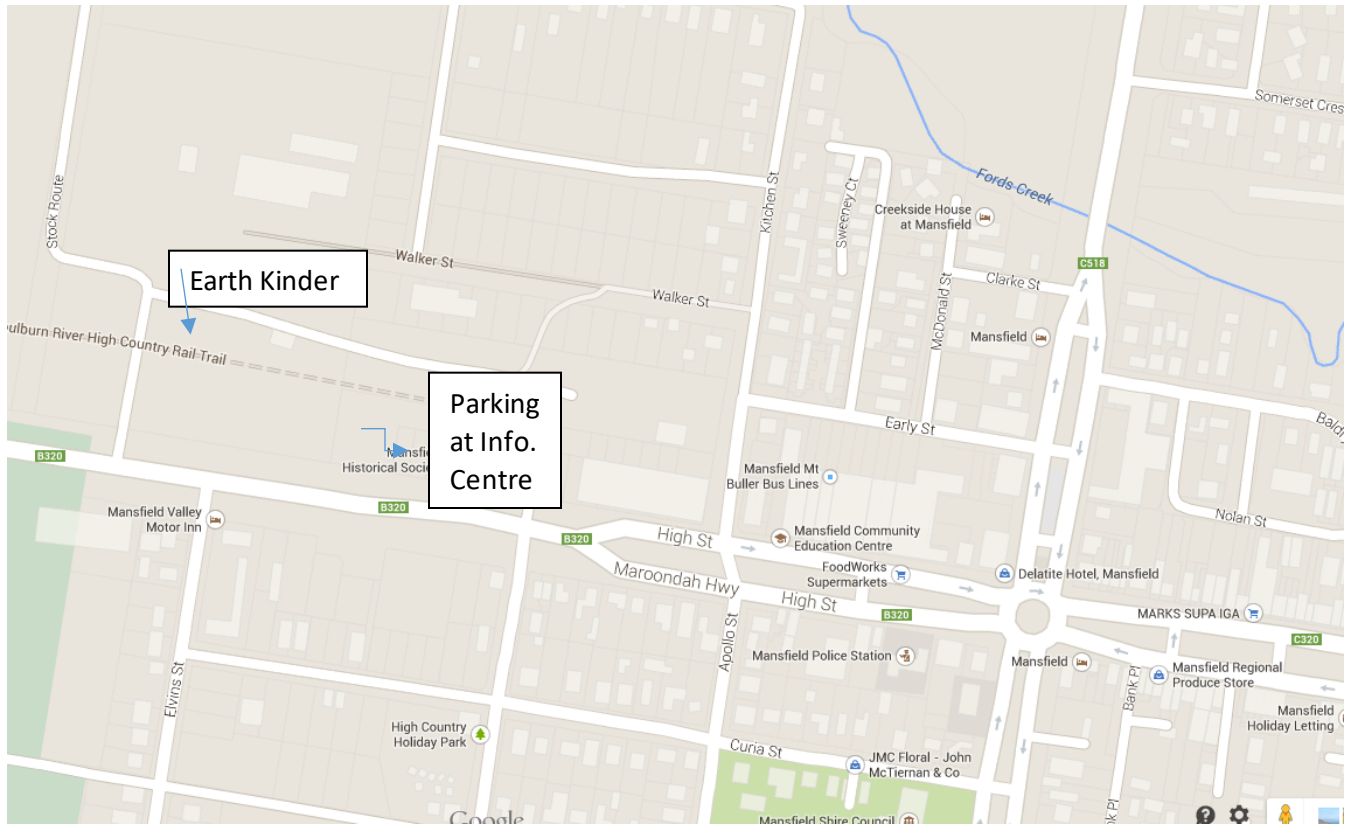 Somerset Cres
Fords Creek
Kitchen St
Sweeney Ct
Stock Route
Creekside House
at Mansfield
Walker St
C518
Earth Kinder
Clarke St
Walker St
McDonald St
Mansfield
ulburn River High Country Rail Trail
Parking
at Info.
Centre
Early St
Mansfi
Historical Socie
B320
Mansfield Mt
Buller Bus Lines
B320
Mansfield Valley
Motor Inn
Nolan St
High St
Mansfield Community
Education Centre
B320
Maroondah Hwy
FoodWorks
Supermarkets
Delatite Hotel, Mansfield
High St
B320
MARKS SUPA IGA
C320
Apollo St
Mansfield Police Station
Mansfield
Mansfield Regional
Produce Store
Elvins St
Bank Pl
Mansfield
Holiday Letting
High Country
Holiday Park
Curia St
JMC Floral - John
McTiernan & Co
Google
Mansfield Shire Council